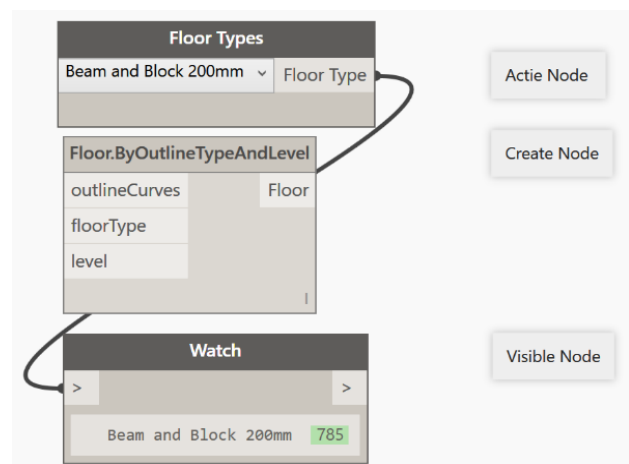 Floor Types
Beam and Block 200mm Floor Type
Actie Node
Floor.ByOutlineTypeAndLevel
Create Node
outlineCurves Floor
floorType
level
Watch
Visible Node
> >
Beam and Block 200mm 785